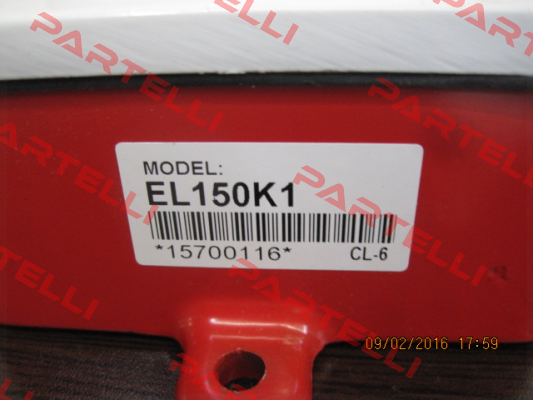 PARTELLI
MODEL:
EL150K1
*15700116*
CL-6
09/02/2016 17:59